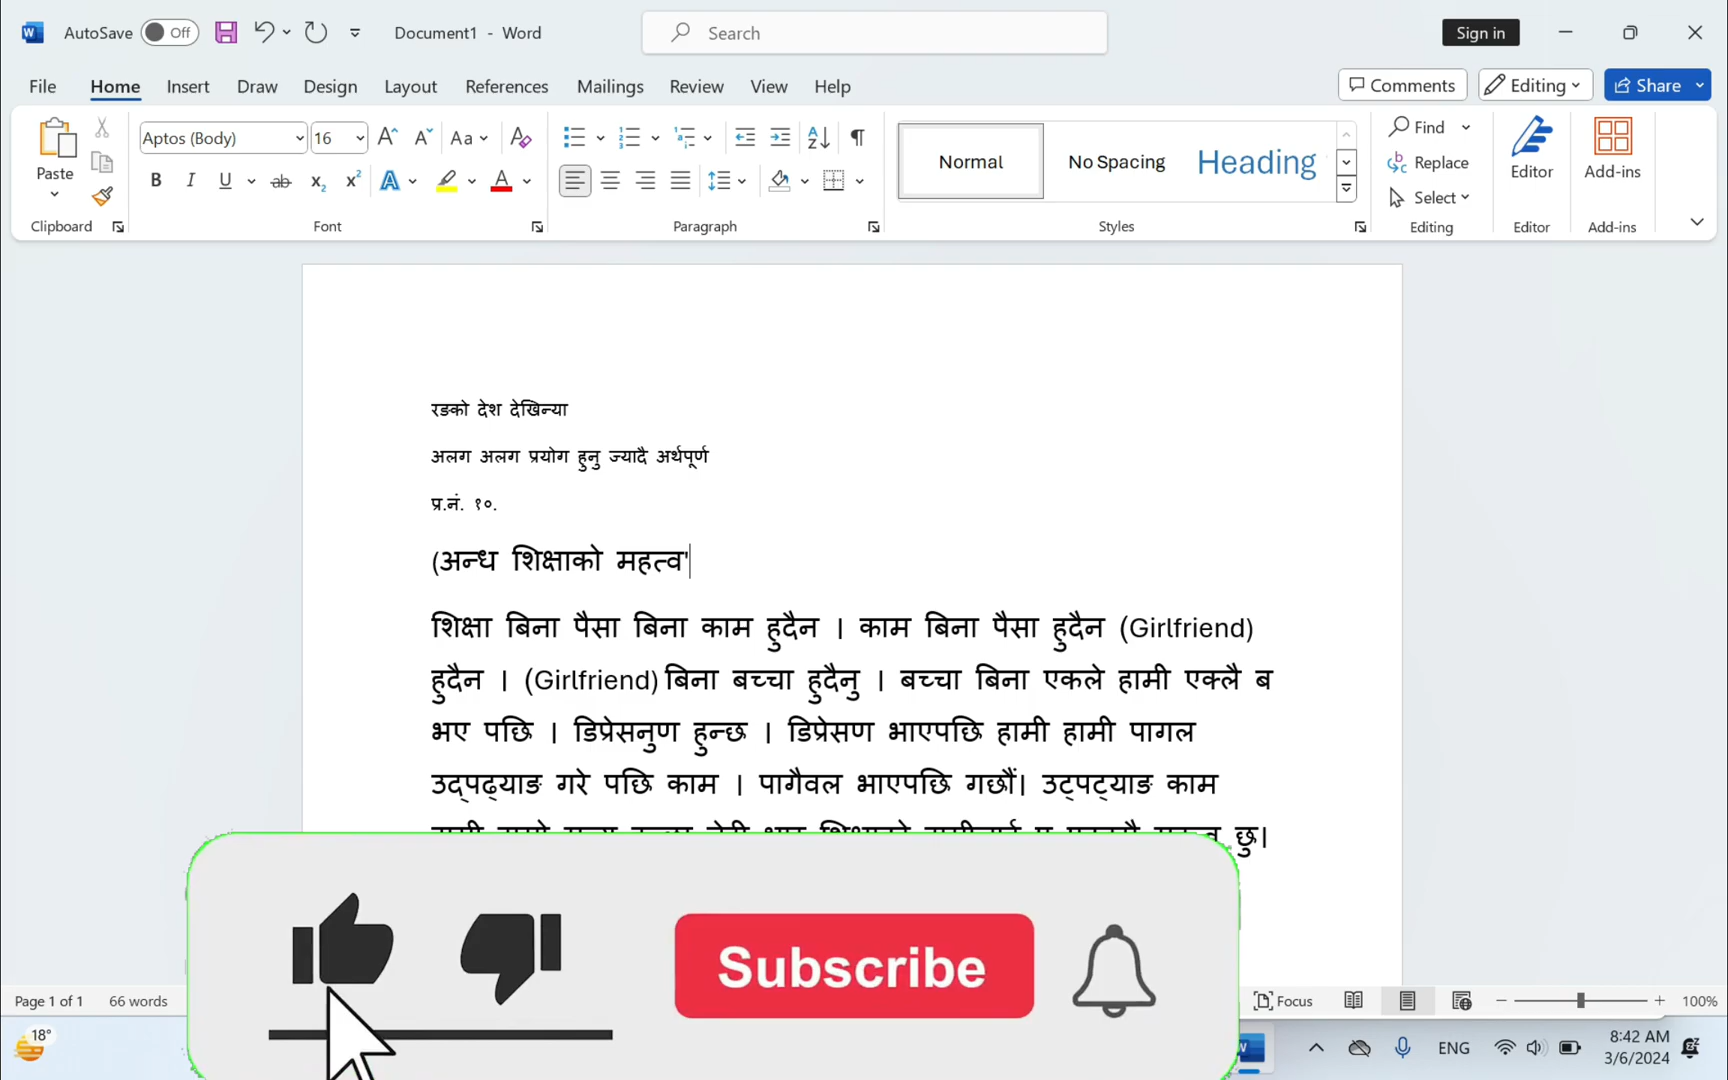 AutoSave Off Document1 - Word Search Sign in
File Home Insert Draw Design Layout References Mailings Review View Help Comments Editing Share
Paste Aptos (Body) 16 Aa Normal No Spacing Heading Find Replace Select Editor Add-ins
Clipboard Font Paragraph Styles Editing Editor Add-ins
रङको देश देखिन्या
अलग अलग प्रयोग हुनु ज्यादै अर्थपूर्ण
प्र.नं. १०.
(अन्ध शिक्षाको महत्व'
शिक्षा बिना पैसा बिना काम हुदैन । काम बिना पैसा हुदैन (Girlfriend)
हुदैन । (Girlfriend) बिना बच्चा हुदैनु । बच्चा बिना एकले हामी एक्लै ब
भए पछि । डिप्रेसनुण हुन्छ । डिप्रेसण भाएपछि हामी हामी पागल
उद्पढ्याङ गरे पछि काम । पागैवल भाएपछि गछौं। उट्पट्याङ काम
छु।
Subscribe
Page 1 of 1 66 words Focus 100%
18° ENG 8:42 AM
3/6/2024